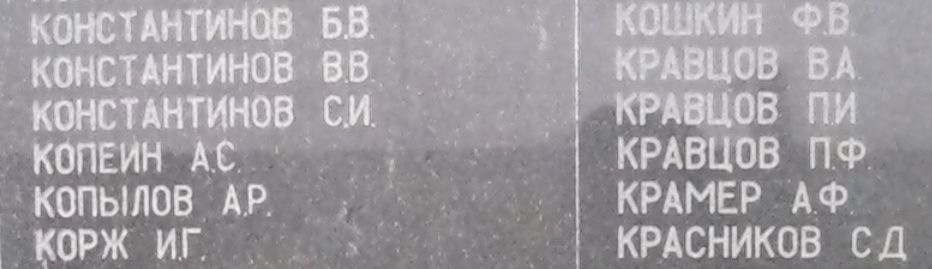 КОНСТАНТИНОВ Б.В.
КОНСТАНТИНОВ В.В.
КОНСТАНТИНОВ С.И.
КОПЕИН А.С.
КОПЫЛОВ А.Р.
КОРЖ И.Г.
КОШКИН Ф.В.
КРАВЦОВ В.А.
КРАВЦОВ П.И
КРАВЦОВ П.Ф.
КРАМЕР А.Ф.
КРАСНИКОВ С.Д